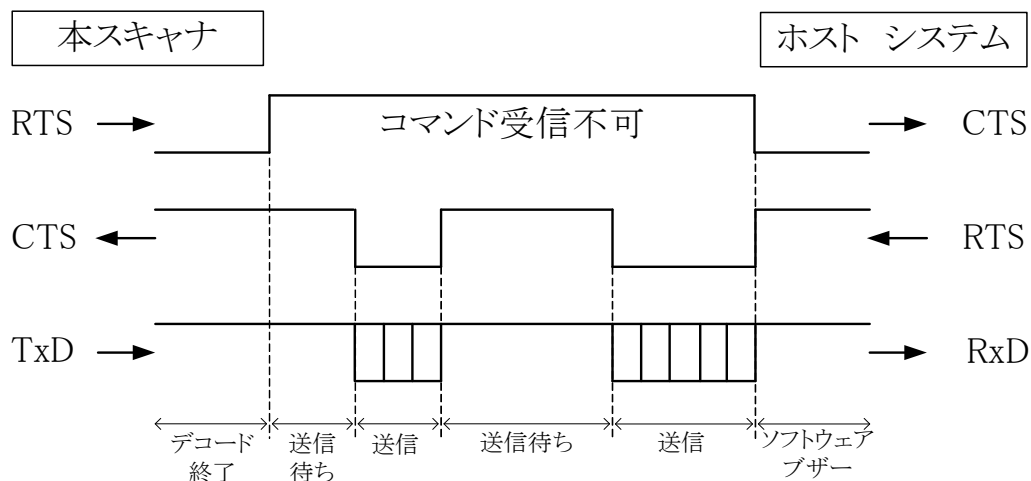 本スキャナ
ホスト システム
RTS
コマンド受信不可
CTS
CTS
RTS
TxD
RxD
デコード
終了
送信
待ち
送信
送信待ち
送信
ソフトウェア
ブザー